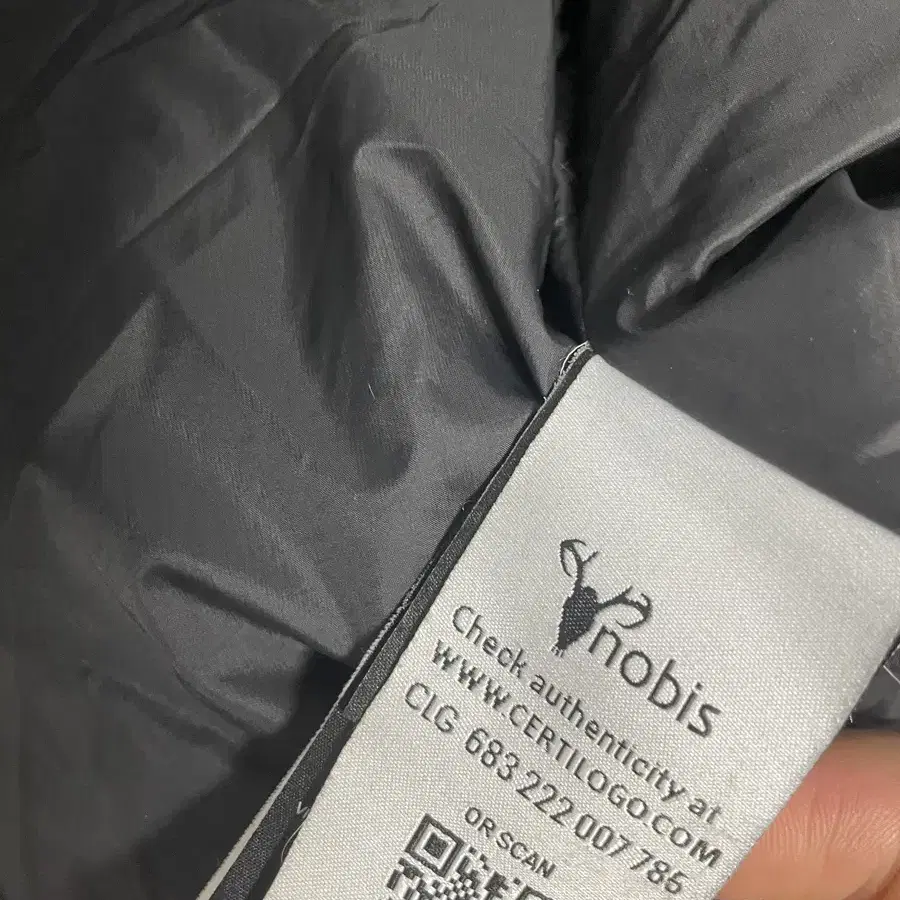 nobis
Check authenticity at
WWW.CERTILOGO.COM
CLG 683 222 007 785
OR SCAN